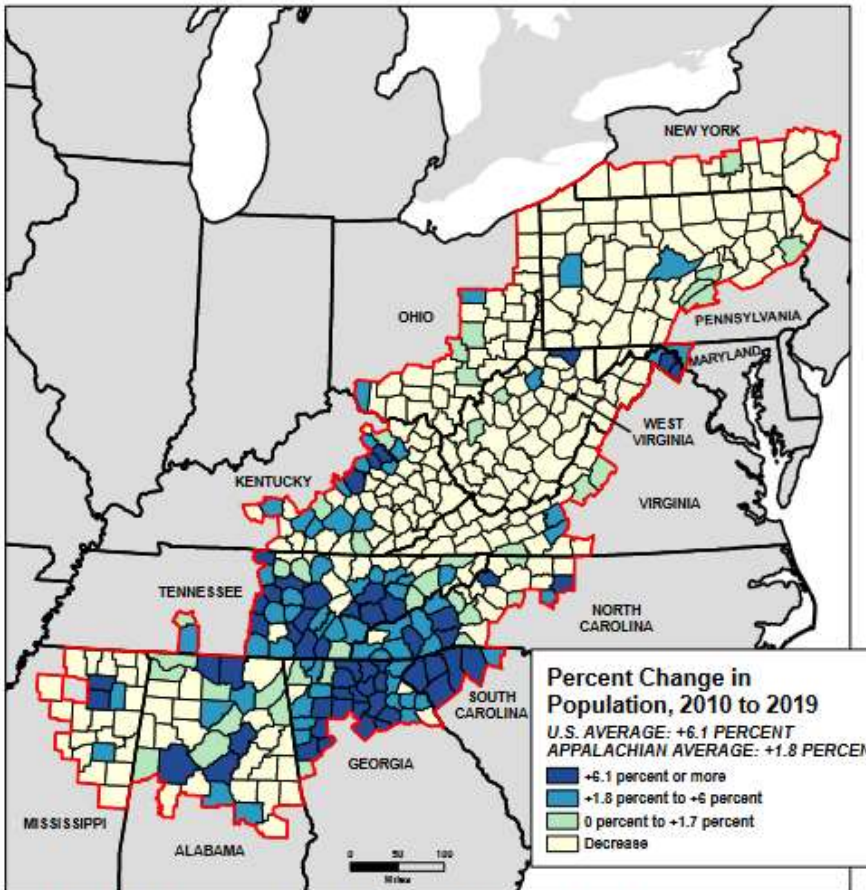 NEW YORK
PENNSYLVANIA
OHIO
MARYLAND
WEST
VIRGINIA
KENTUCKY
VIRGINIA
TENNESSEE
NORTH
CAROLINA
SOUTH
CAROLINA
GEORGIA
MISSISSIPPI
ALABAMA
0 50 100
Miles
Percent Change in
Population, 2010 to 2019
U.S. AVERAGE: +6.1 PERCENT
APPALACHIAN AVERAGE: +1.8 PERCEN
+6.1 percent or more
+1.8 percent to +6 percent
0 percent to +1.7 percent
Decrease